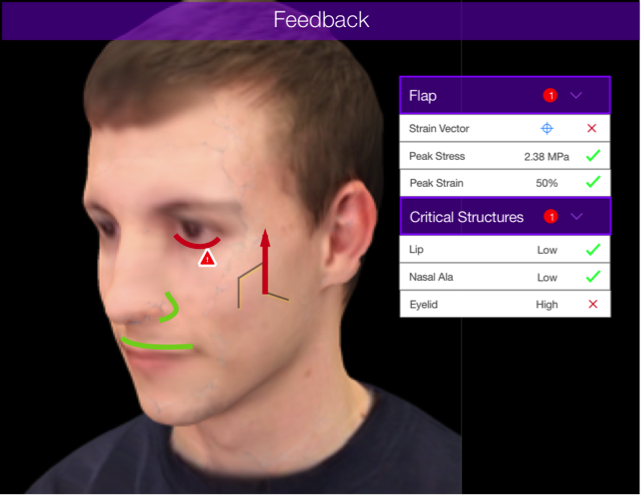 Feedback
Flap 1
Strain Vector
Peak Stress 2.38 MPa
Peak Strain 50%
Critical Structures 1
Lip Low
Nasal Ala Low
Eyelid High